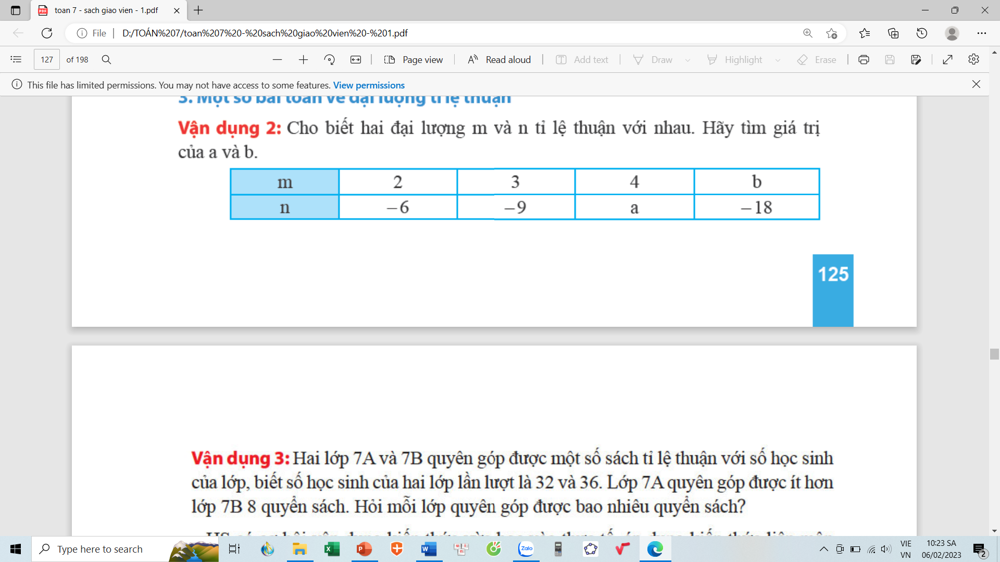 toan 7 - sach giao vien - 1.pdf
File
D:/TOÁN%207/toan%207%20-%20sach%20giao%20vien%20-%201.pdf
127 of 198
Page view
Read aloud
Add text
Draw
Highlight
Erase
This file has limited permissions. You may not have access to some features. View permissions
3. Một số bài toán về đại lượng tỉ lệ thuận
Vận dụng 2: Cho biết hai đại lượng m và n tỉ lệ thuận với nhau. Hãy tìm giá trị
của a và b.
m 2 3 4 b
n −6 −9 a −18
125
Vận dụng 3: Hai lớp 7A và 7B quyên góp được một số sách tỉ lệ thuận với số học sinh
của lớp, biết số học sinh của hai lớp lần lượt là 32 và 36. Lớp 7A quyên góp được ít hơn
lớp 7B 8 quyển sách. Hỏi mỗi lớp quyên góp được bao nhiêu quyển sách?
Type here to search
Zalo
VIE
VN
10:23 SA
06/02/2023
2